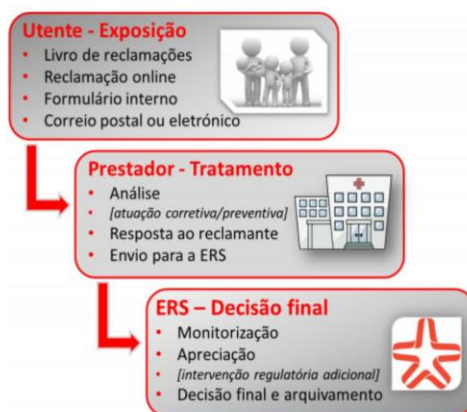 Utente - Exposição
• Livro de reclamações
• Reclamação online
• Formulário interno
• Correio postal ou eletrónico
Prestador - Tratamento
• Análise
• [atuação corretiva/preventiva]
• Resposta ao reclamante
• Envio para a ERS
ERS – Decisão final
• Monitorização
• Apreciação
• [intervenção regulatória adicional]
• Decisão final e arquivamento